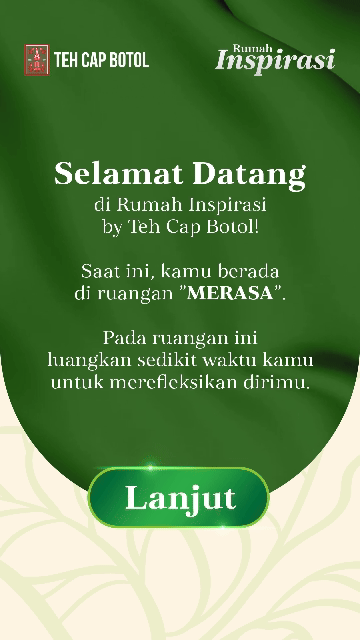 TEH CAP BOTOL
Rumah
Inspirasi
Selamat Datang
di Rumah Inspirasi
by Teh Cap Botol!
Saat ini, kamu berada
di ruangan "MERASA".
Pada ruangan ini
luangkan sedikit waktu kamu
untuk merefleksikan dirimu.
Lanjut